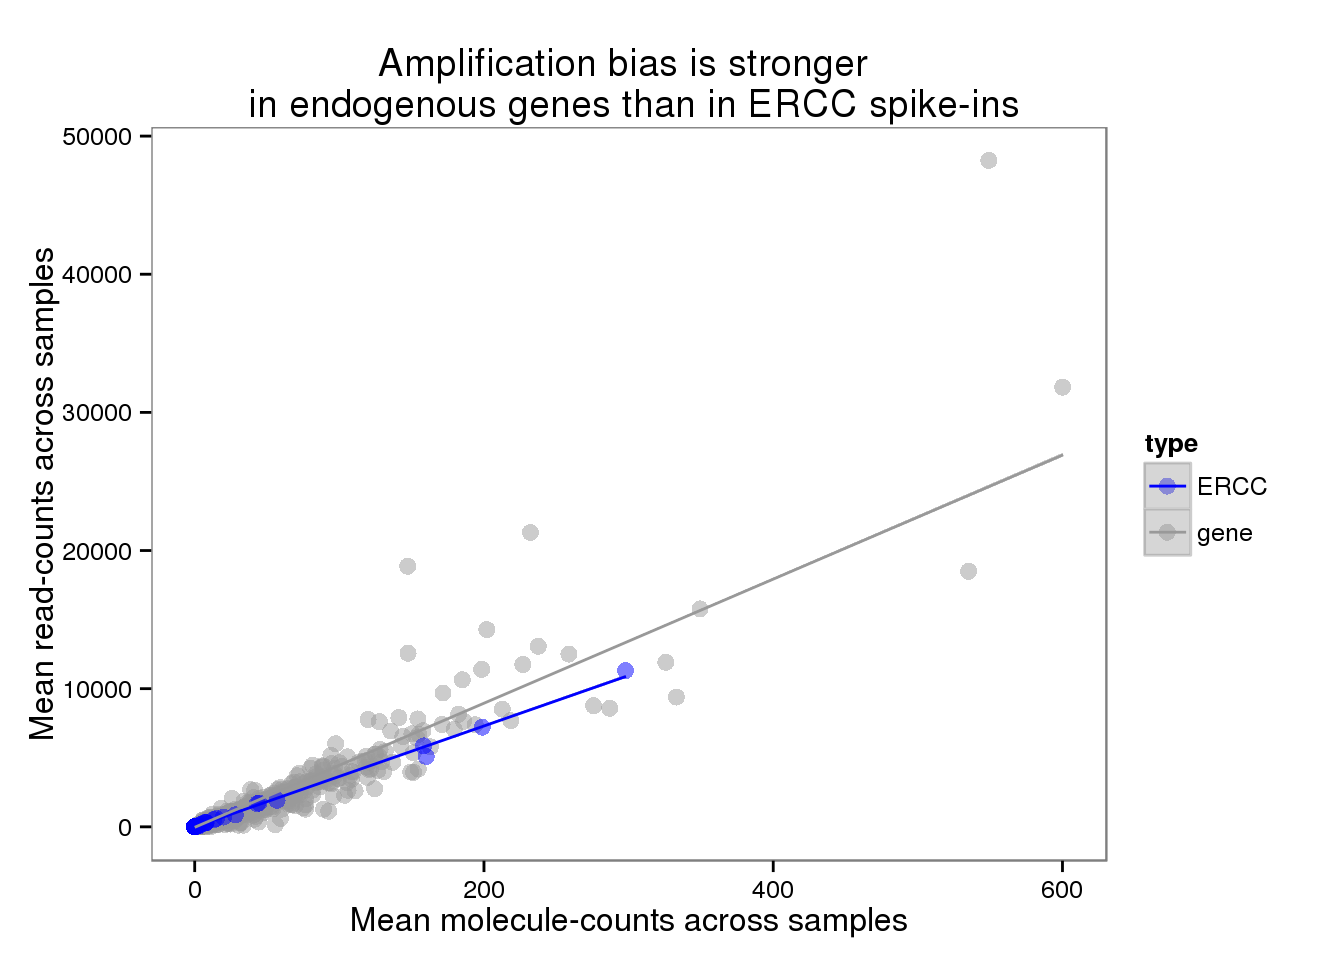 Amplification bias is stronger
in endogenous genes than in ERCC spike-ins
Mean read-counts across samples
50000
40000
30000
20000
10000
0
0
200
400
600
Mean molecule-counts across samples
type
ERCC
gene